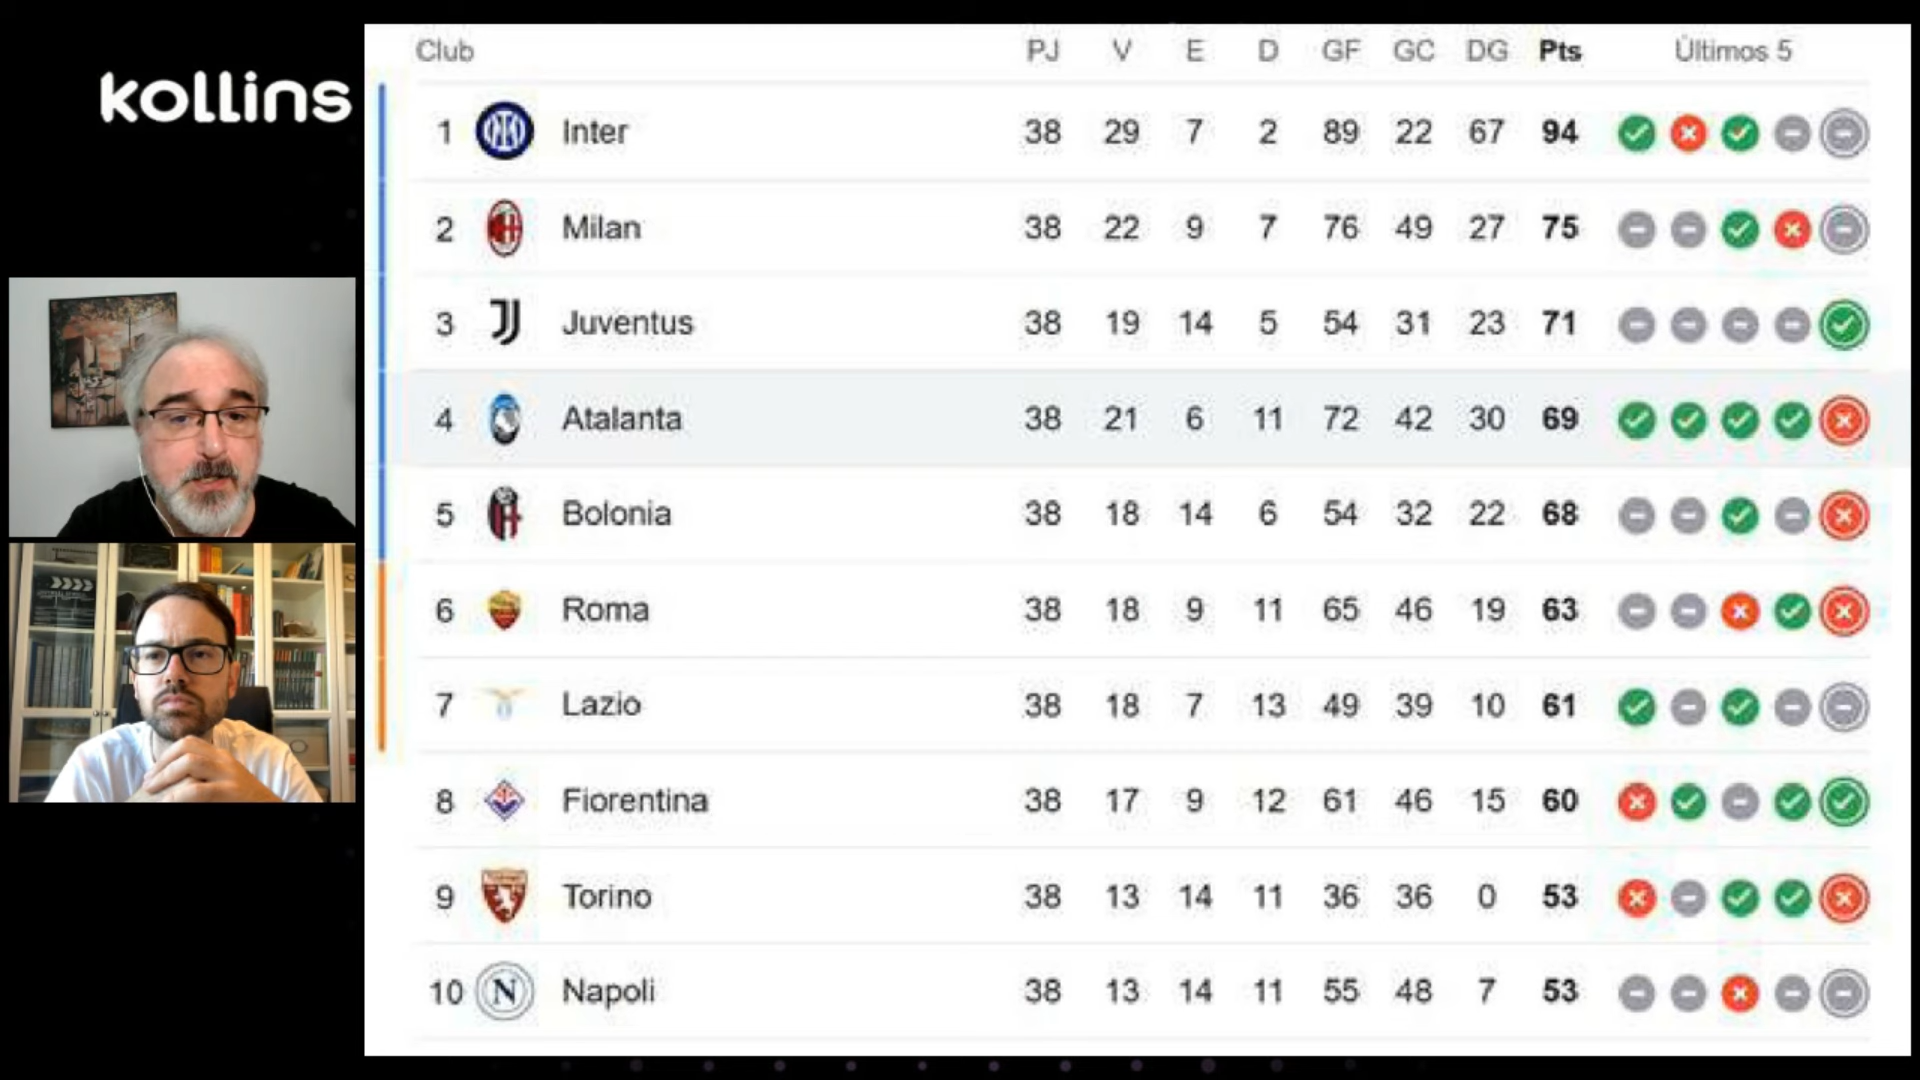 kollins
Club PJ V E D GF GC DG Pts Últimos 5
1 Inter 38 29 7 2 89 22 67 94
2 Milan 38 22 9 7 76 49 27 75
3 Juventus 38 19 14 5 54 31 23 71
4 Atalanta 38 21 6 11 72 42 30 69
5 Bolonia 38 18 14 6 54 32 22 68
6 Roma 38 18 9 11 65 46 19 63
7 Lazio 38 18 7 13 49 39 10 61
8 Fiorentina 38 17 9 12 61 46 15 60
9 Torino 38 13 14 11 36 36 0 53
10 N Napoli 38 13 14 11 55 48 7 53